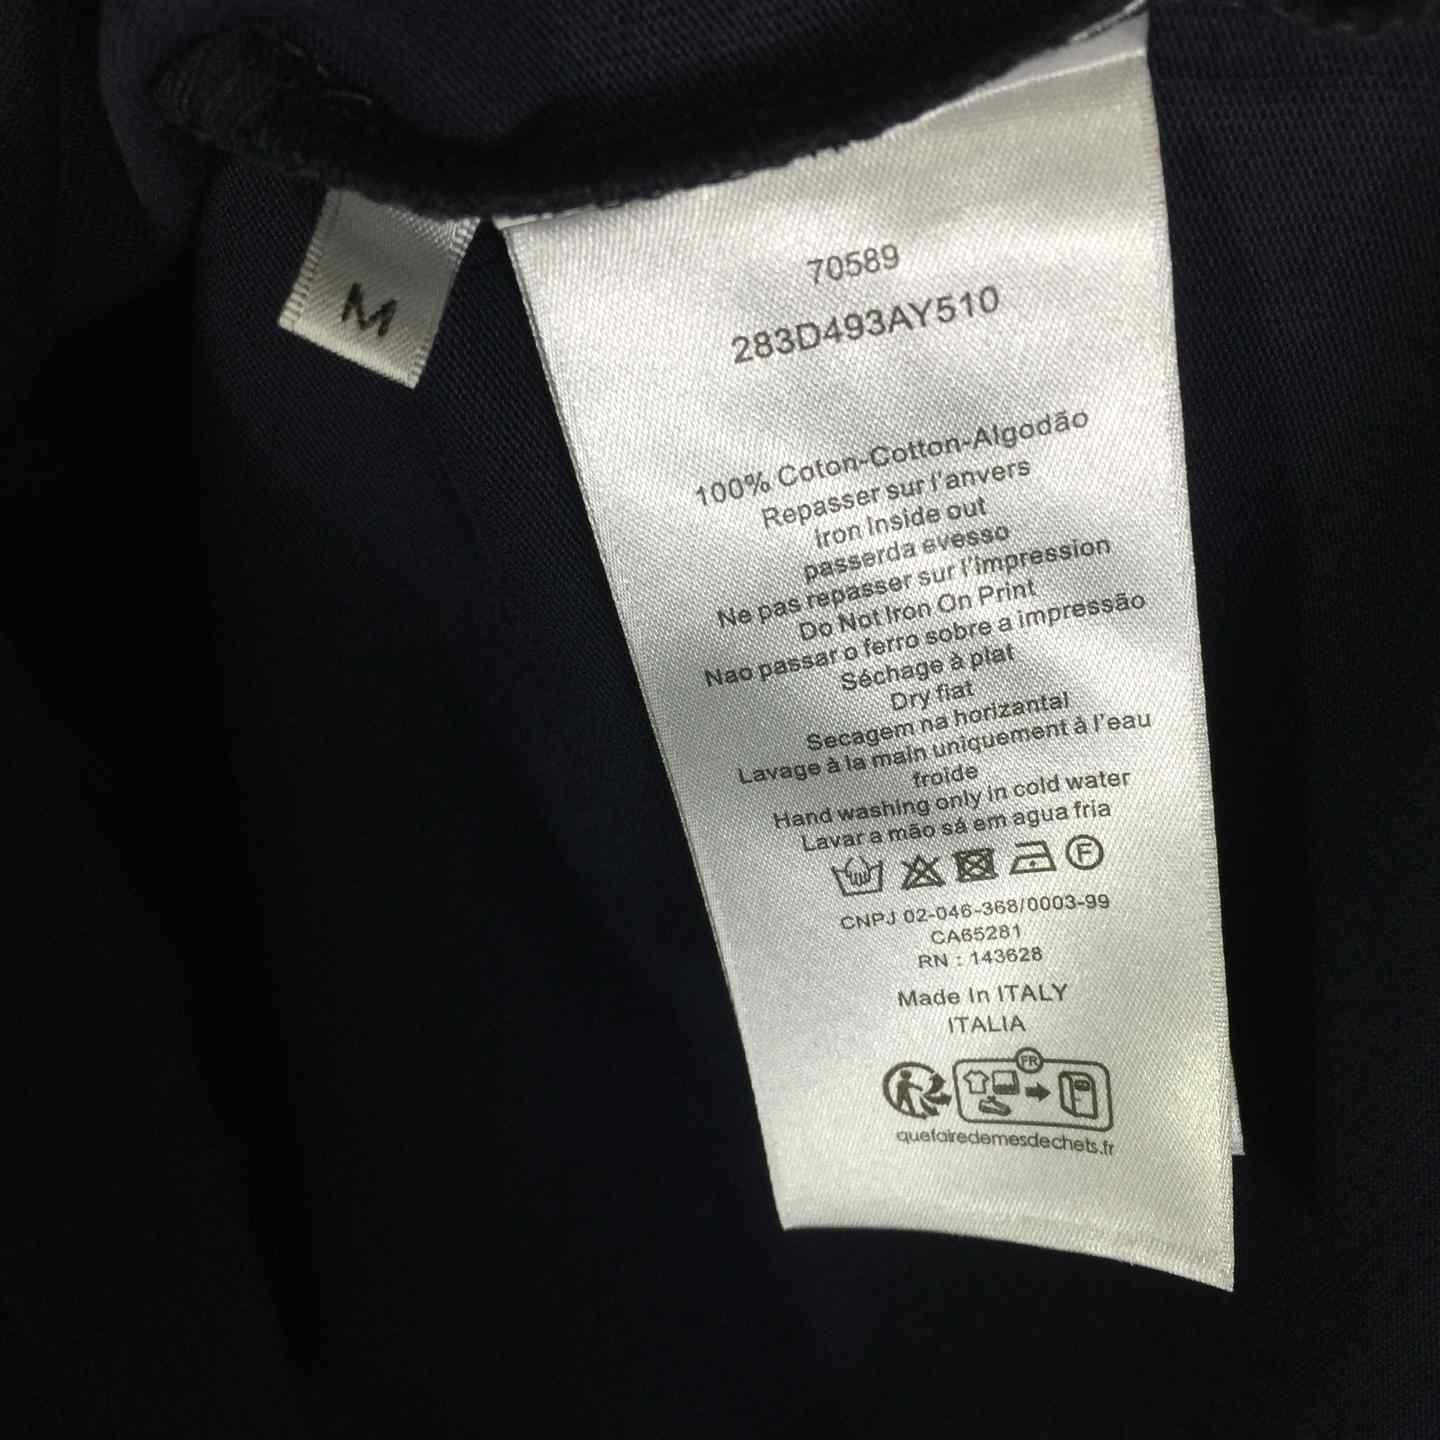 M
70589
283D493AY510
100% Coton-Cotton-Algodão
Repasser sur l'anvers
Iron Inside out
passerda evesso
Ne pas repasser sur l'impression
Do Not Iron On Print
Nao passar o ferro sobre a impressão
Séchage à plat
Dry fiat
Secagem na horizantal
Lavage à la main uniquement à l'eau
froide
Hand washing only in cold water
Lavar a mão sá em agua fria
F
CNPJ 02-046-368/0003-99
CA65281
RN : 143628
Made In ITALY
ITALIA
FR
quefairedemesdechets.fr